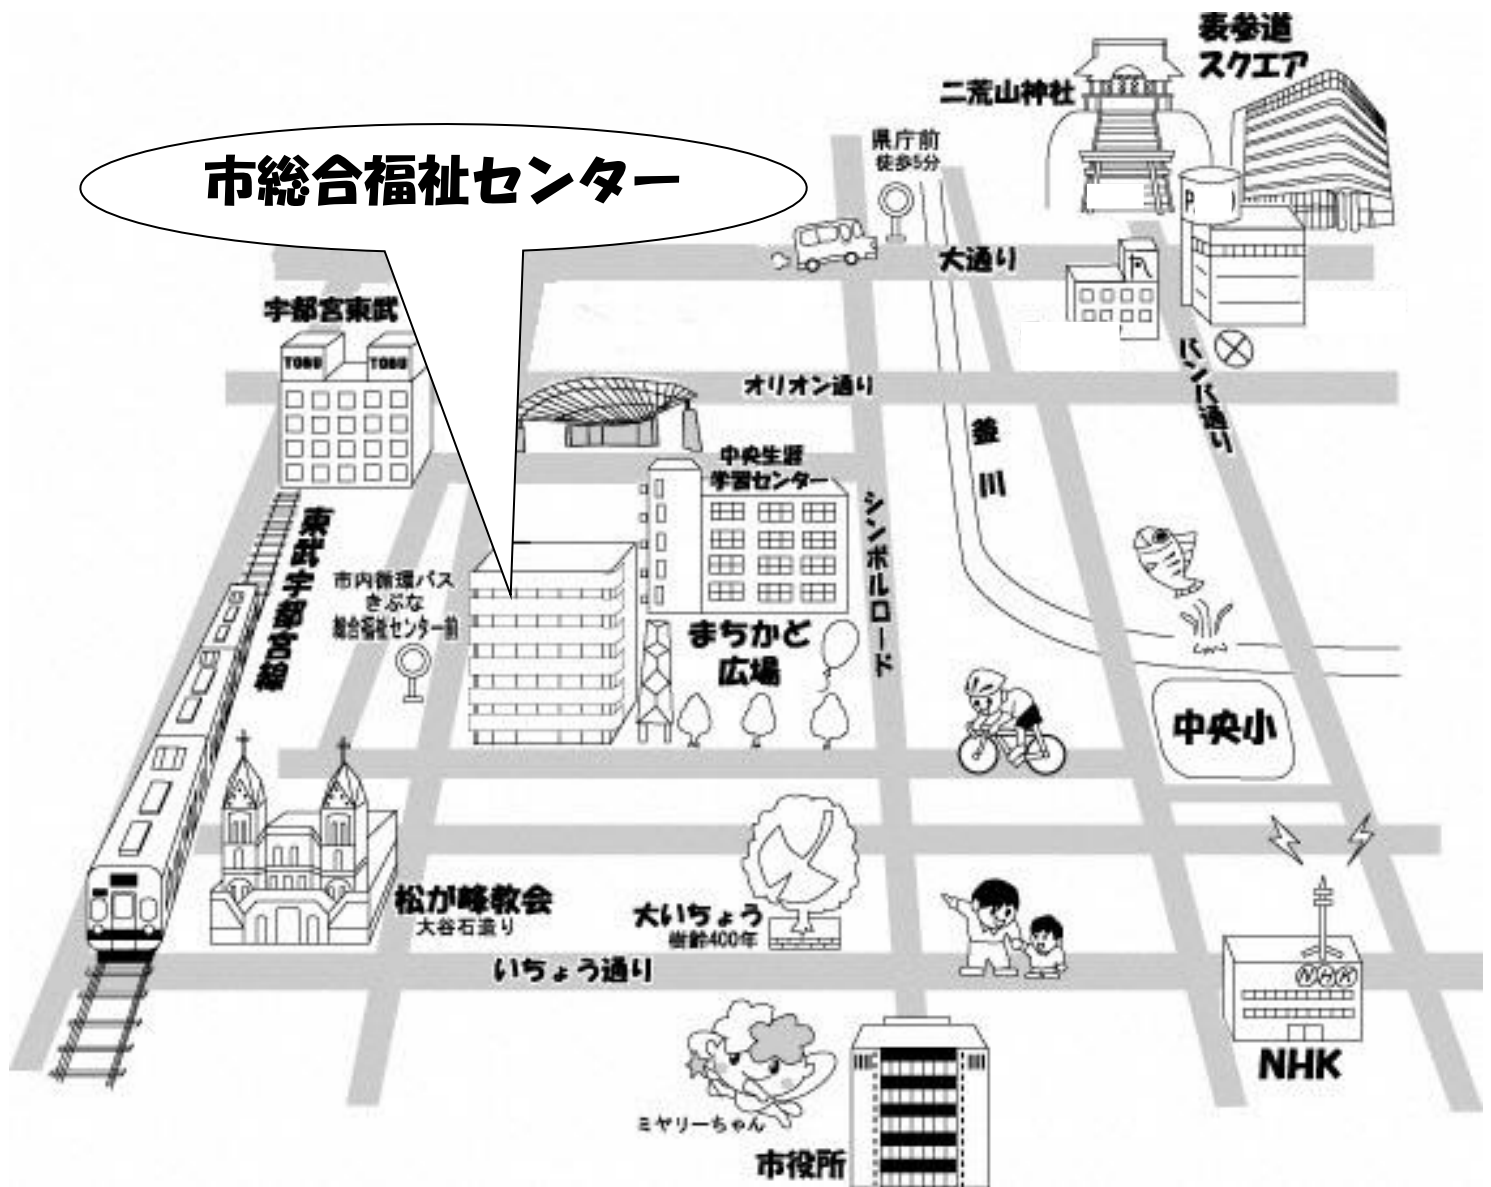 表参道
スクエア
二荒山神社
県庁前
徒歩5分
市総合福祉センター
大通り
宇都宮東武
TOBU
TOBU
オリオン通り
バンバ通り
釜川
中央生涯
学習センター
シンボルロード
東武宇都宮線
市内循環バス
きぶな
総合福祉センター前
まちかど
広場
中央小
松が峰教会
大谷石造り
大いちょう
樹齢400年
いちょう通り
NHK
NHK
ミヤリーちゃん
市役所